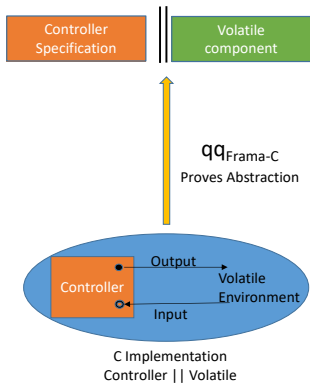 Controller
Specification
Volatile
component
qqFrama-C
Proves Abstraction
Output
Controller
Volatile
Environment
Input
C Implementation
Controller || Volatile